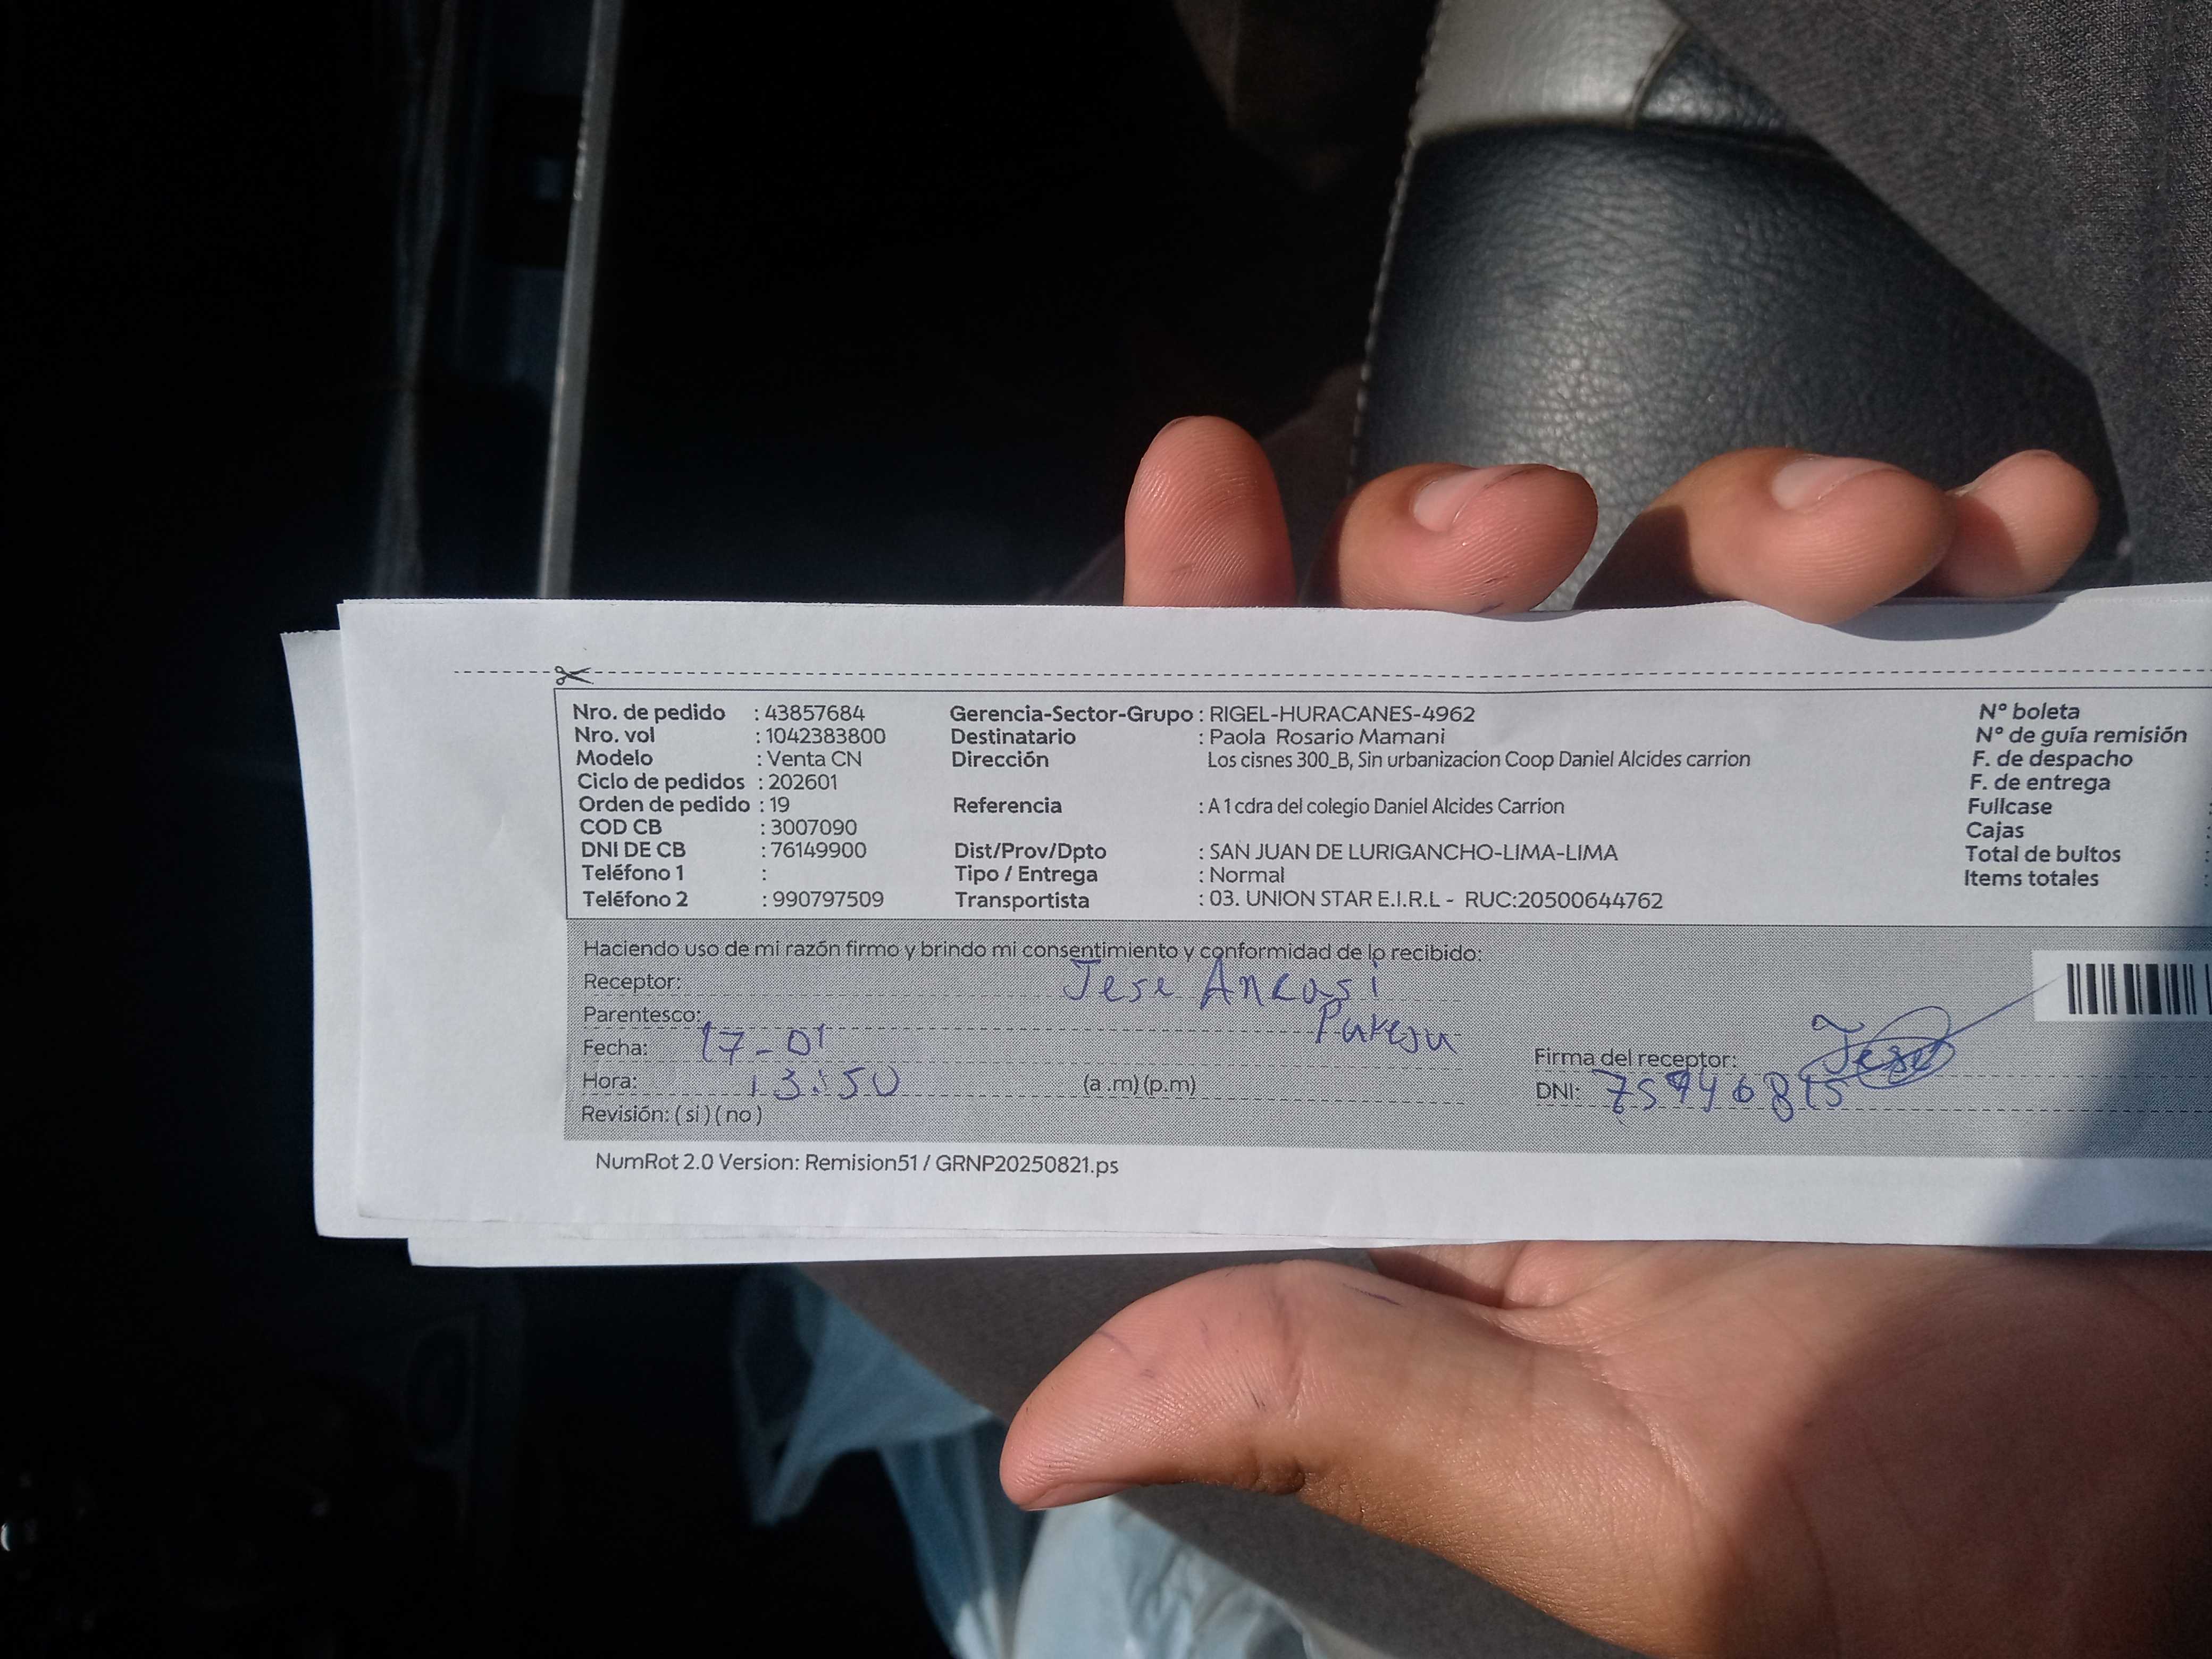 Nro. de pedido : 43857684 Gerencia-Sector-Grupo : RIGEL-HURACANES-4962 N° boleta
Nro. vol : 1042383800 Destinatario : Paola Rosario Mamani N° de guía remisión
Modelo : Venta CN Dirección Los cisnes 300_B, Sin urbanizacion Coop Daniel Alcides carrion F. de despacho
Ciclo de pedidos : 202601 F. de entrega
Orden de pedido : 19 Referencia : A 1 cdra del colegio Daniel Alcides Carrion Fullcase
COD CB : 3007090 Cajas :
DNI DE CB : 76149900 Dist/Prov/Dpto : SAN JUAN DE LURIGANCHO-LIMA-LIMA Total de bultos :
Teléfono 1 : Tipo / Entrega : Normal Items totales :
Teléfono 2 : 990797509 Transportista : 03. UNION STAR E.I.R.L - RUC:20500644762
Haciendo uso de mi razón firmo y brindo mi consentimiento y conformidad de lo recibido:
Receptor: Jese Ancasi
Parentesco: Pareja
Fecha: 17-01 Firma del receptor: Jese
Hora: 13:50 (a .m) (p.m) DNI:
Revisión: ( si ) ( no )
NumRot 2.0 Version: Remision51 / GRNP20250821.ps